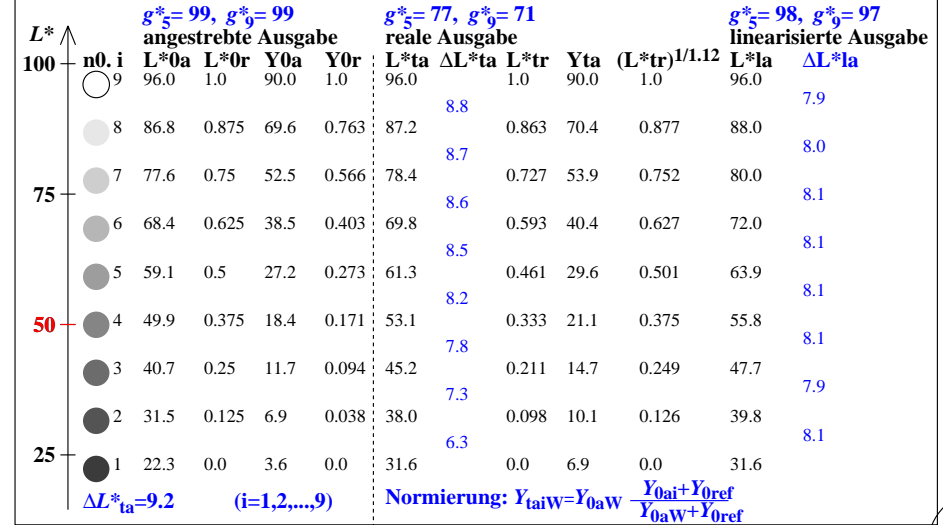 g*5= 99, g*9= 99 g*5= 77, g*9= 71 g*5= 98, g*9= 97
L* angestrebte Ausgabe reale Ausgabe linearisierte Ausgabe
100 n0. i L*0a L*0r Y0a Y0r L*ta ΔL*ta L*tr Yta (L*tr)1/1.12 L*la ΔL*la
9 96.0 1.0 90.0 1.0 96.0 1.0 90.0 1.0 96.0
8.8 7.9
8 86.8 0.875 69.6 0.763 87.2 0.863 70.4 0.877 88.0
8.7 8.0
7 77.6 0.75 52.5 0.566 78.4 0.727 53.9 0.752 80.0
75 8.6 8.1
6 68.4 0.625 38.5 0.403 69.8 0.593 40.4 0.627 72.0
8.5 8.1
5 59.1 0.5 27.2 0.273 61.3 0.461 29.6 0.501 63.9
8.2 8.1
50 4 49.9 0.375 18.4 0.171 53.1 0.333 21.1 0.375 55.8
7.8 8.1
3 40.7 0.25 11.7 0.094 45.2 0.211 14.7 0.249 47.7
7.3 7.9
2 31.5 0.125 6.9 0.038 38.0 0.098 10.1 0.126 39.8
6.3 8.1
25 1 22.3 0.0 3.6 0.0 31.6 0.0 6.9 0.0 31.6
ΔL*ta=9.2 (i=1,2,...,9) Normierung: YtaiW=Y0aW Y0ai+Y0ref
Y0aW+Y0ref